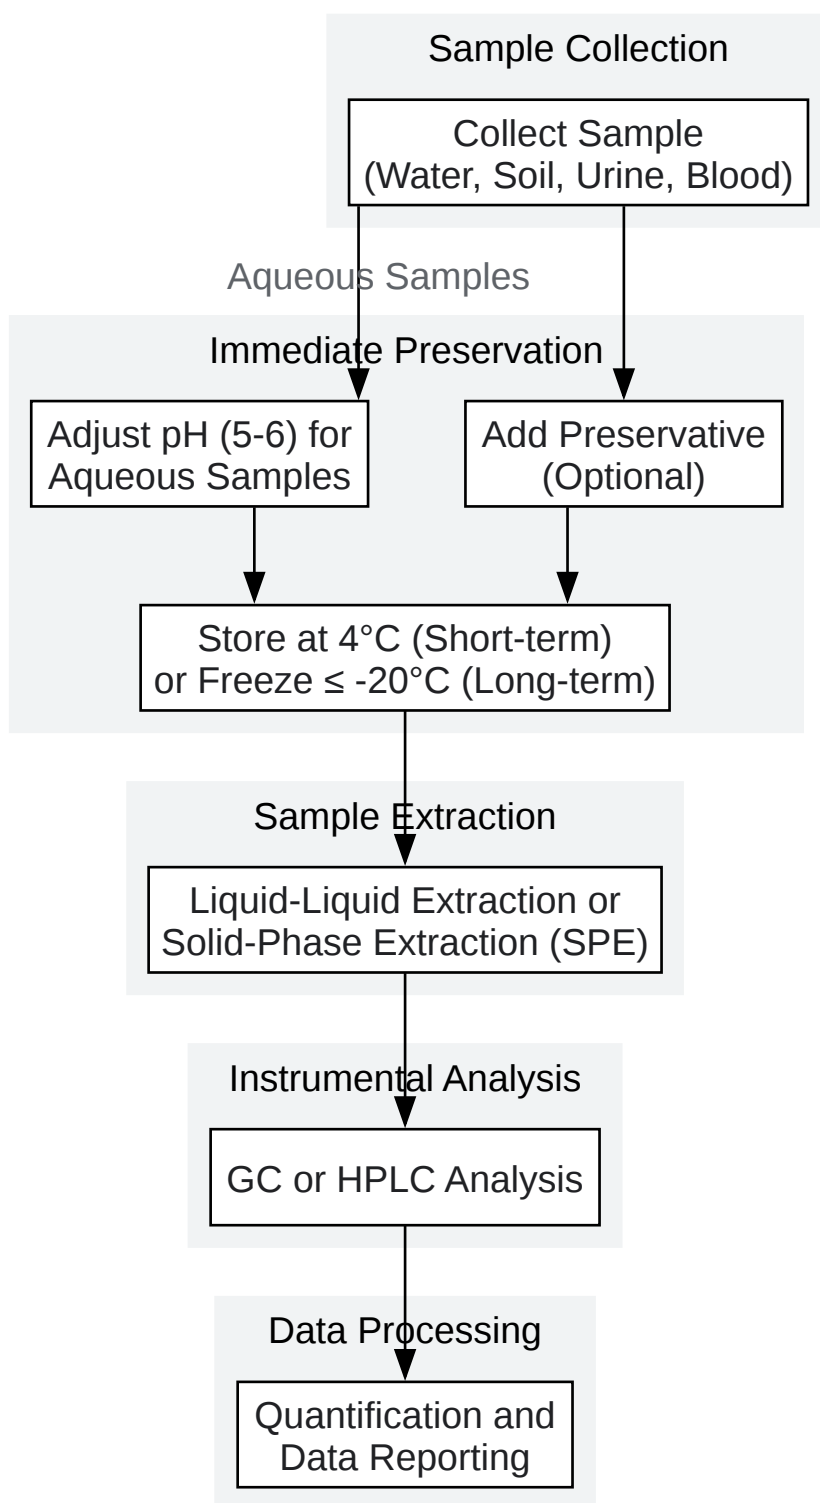 Sample Collection
Collect Sample
(Water, Soil, Urine, Blood)
Aqueous Samples
Immediate Preservation
Adjust pH (5-6) for
Aqueous Samples
Add Preservative
(Optional)
Store at 4°C (Short-term)
or Freeze ≤ -20°C (Long-term)
Sample Extraction
Liquid-Liquid Extraction or
Solid-Phase Extraction (SPE)
Instrumental Analysis
GC or HPLC Analysis
Data Processing
Quantification and
Data Reporting